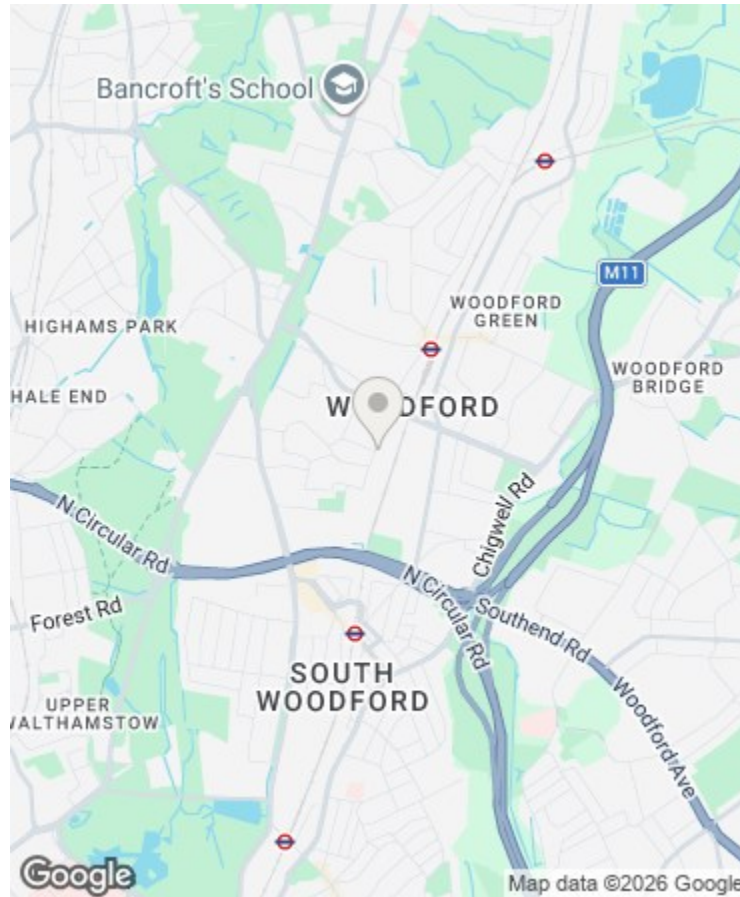 Bancroft's School
M11
WOODFORD
GREEN
HIGHAMS PARK
WOODFORD
BRIDGE
HALE END
W  DFORD
Chigwell Rd
N Circular Rd
N Circular Rd
Forest Rd
Southend Rd
SOUTH
WOODFORD
Woodford Ave
UPPER
WALTHAMSTOW
Google
Map data ©2026 Google